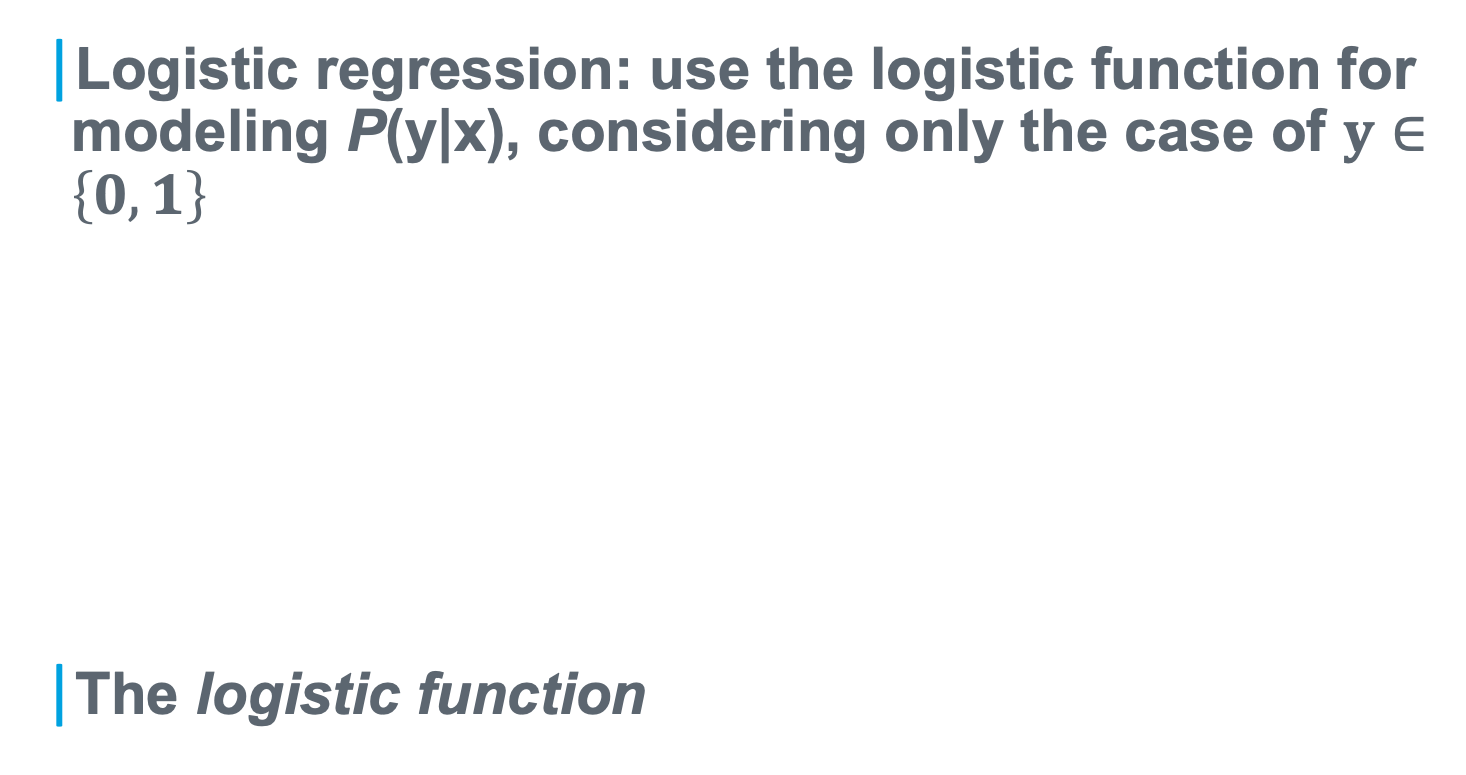 Logistic regression: use the logistic function for
modeling P(y|x), considering only the case of y ∈
{0, 1}
The logistic function